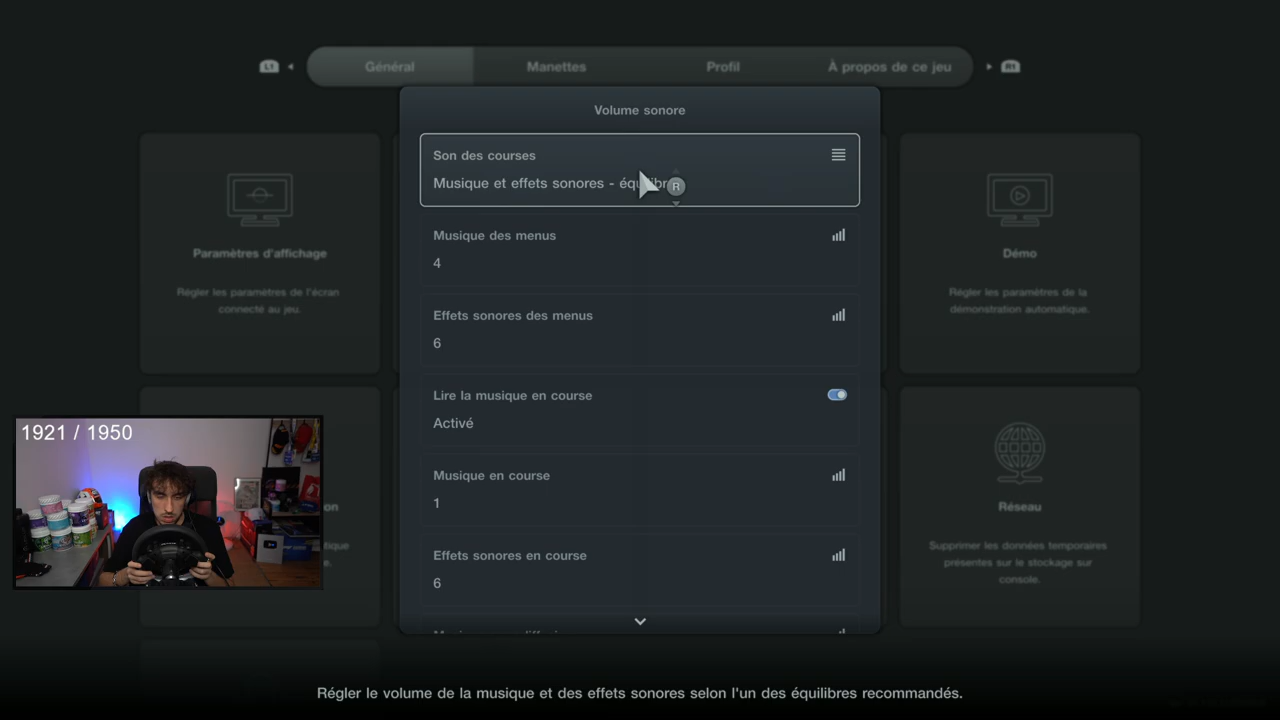 L1
Général
Manettes
Profil
À propos de ce jeu
R1
Volume sonore
Son des courses
Musique et effets sonores -
R
Musique des menus
4
Effets sonores des menus
6
Lire la musique en course
Activé
Musique en course
1
Effets sonores en course
6
Paramètres d'affichage
Régler les paramètres de l'écran
connecté au jeu.
Démo
Régler les paramètres de la
démonstration automatique.
1921 / 1950
Réseau
Supprimer les données temporaires
présentes sur le stockage sur
console.
Régler le volume de la musique et des effets sonores selon l'un des équilibres recommandés.